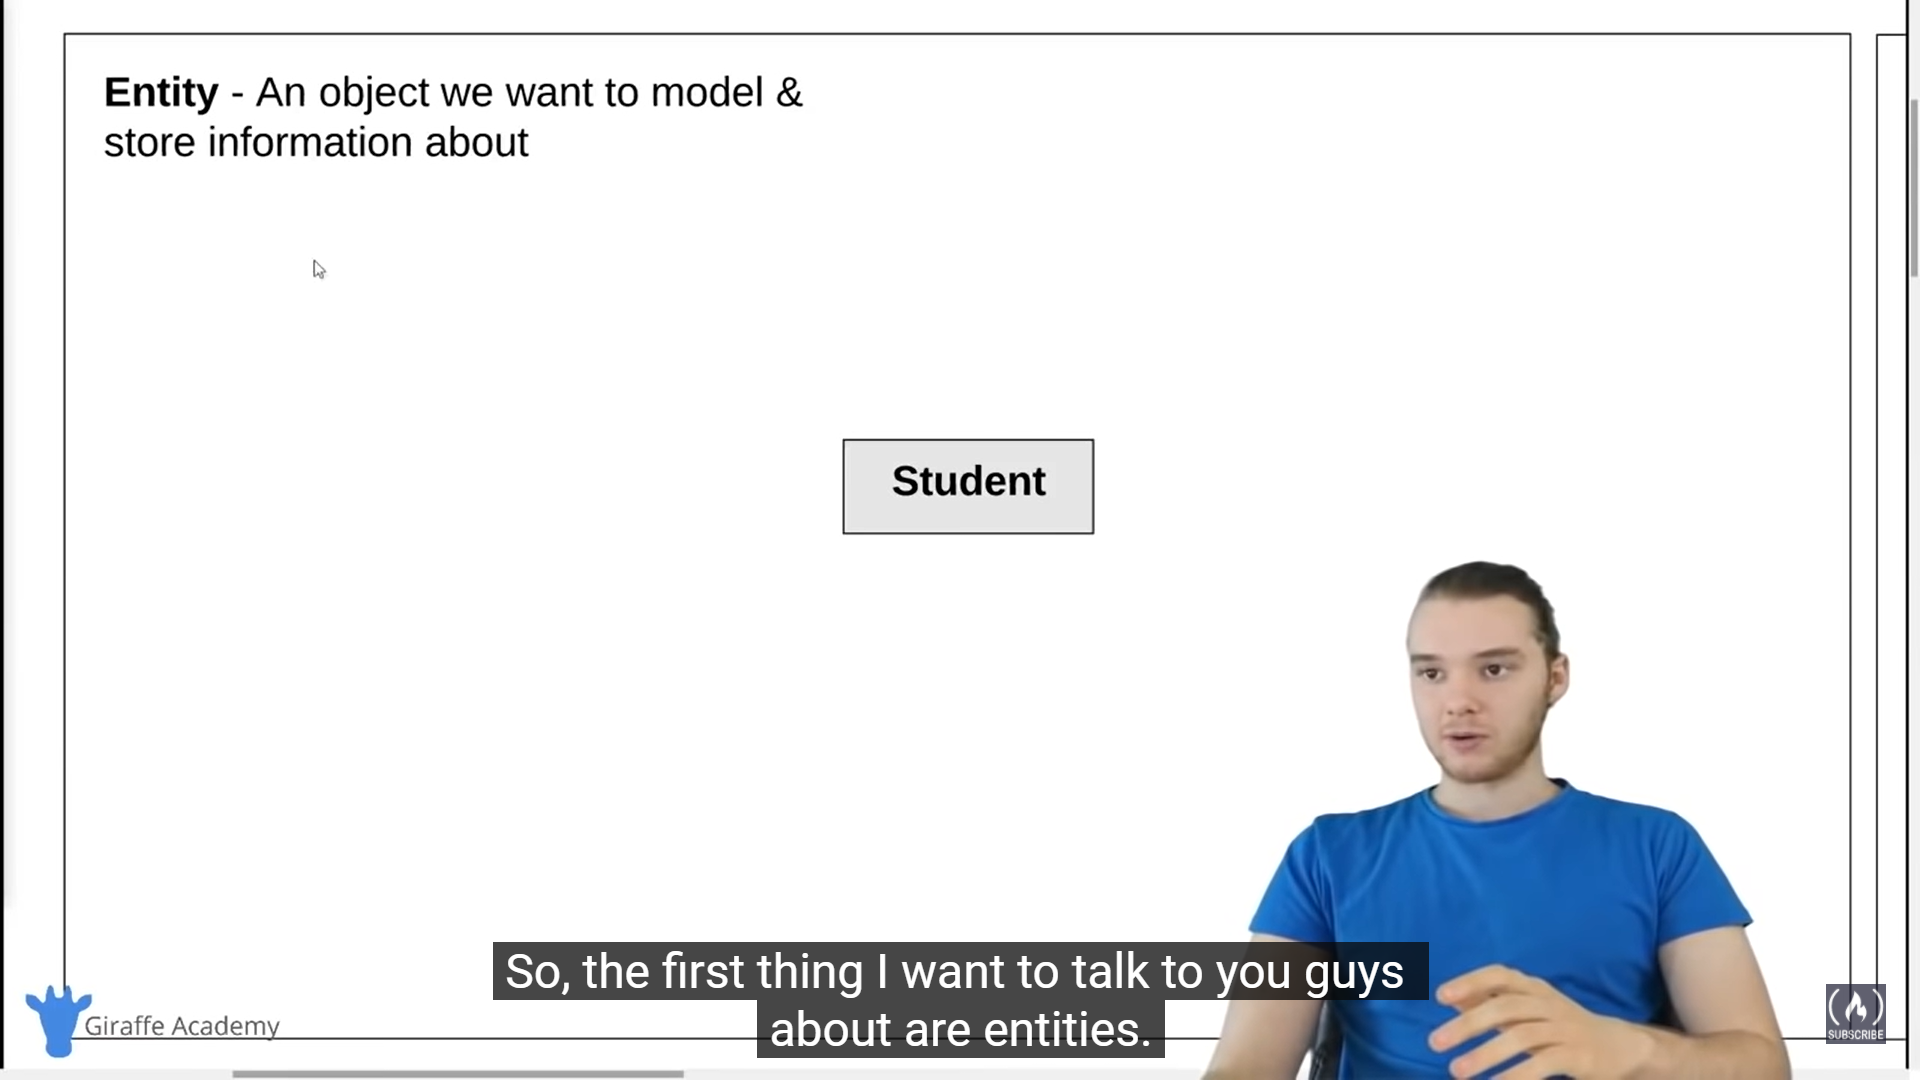 Entity - An object we want to model &
store information about
Student
So, the first thing I want to talk to you guys
about are entities.
Giraffe Academy
SUBSCRIBE